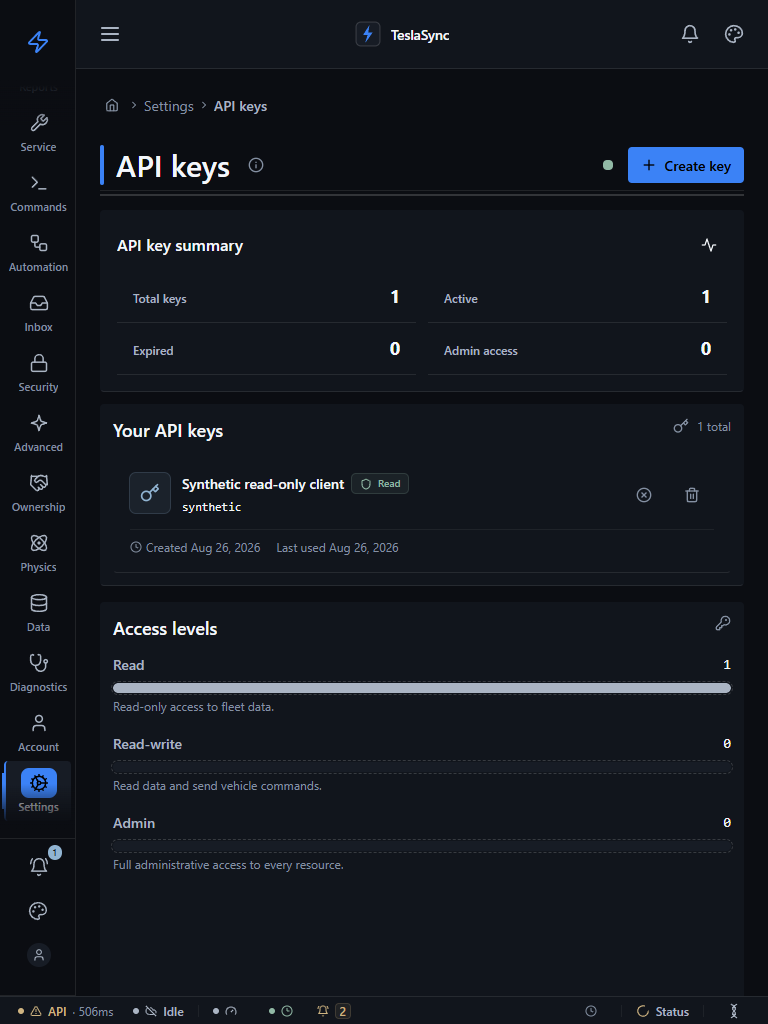 TeslaSync
Service
Commands
Automation
Inbox
Security
Advanced
Ownership
Physics
Data
Diagnostics
Account
Settings
1
Settings
API keys
API keys
Create key
API key summary
Total keys 1
Active 1
Expired 0
Admin access 0
Your API keys
1 total
Synthetic read-only client
Read
synthetic
Created Aug 26, 2026
Last used Aug 26, 2026
Access levels
Read 1
Read-only access to fleet data.
Read-write 0
Read data and send vehicle commands.
Admin 0
Full administrative access to every resource.
API · 506ms
Idle
2
Status